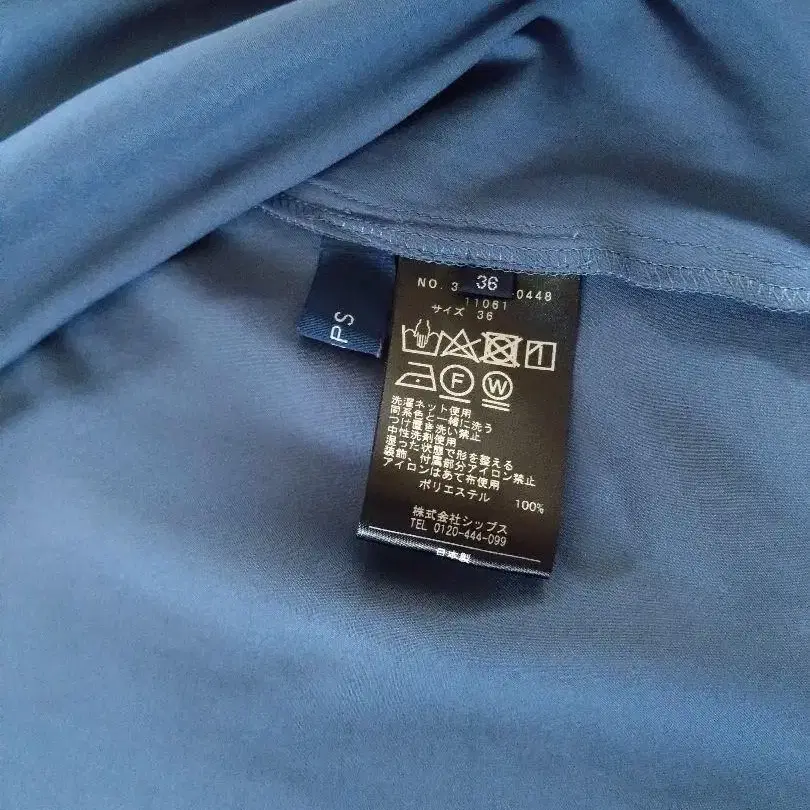 PS
36
NO. 3 0448
11061
サイズ 36
F W
洗濯ネット使用
同系色と一緒に洗う
つけ置き洗い禁止
中性洗剤使用
湿った状態で形を整える
装飾、付属部分アイロン禁止
アイロンはあて布使用
ポリエステル 100%
株式会社シップス
TEL 0120-444-099
日本製